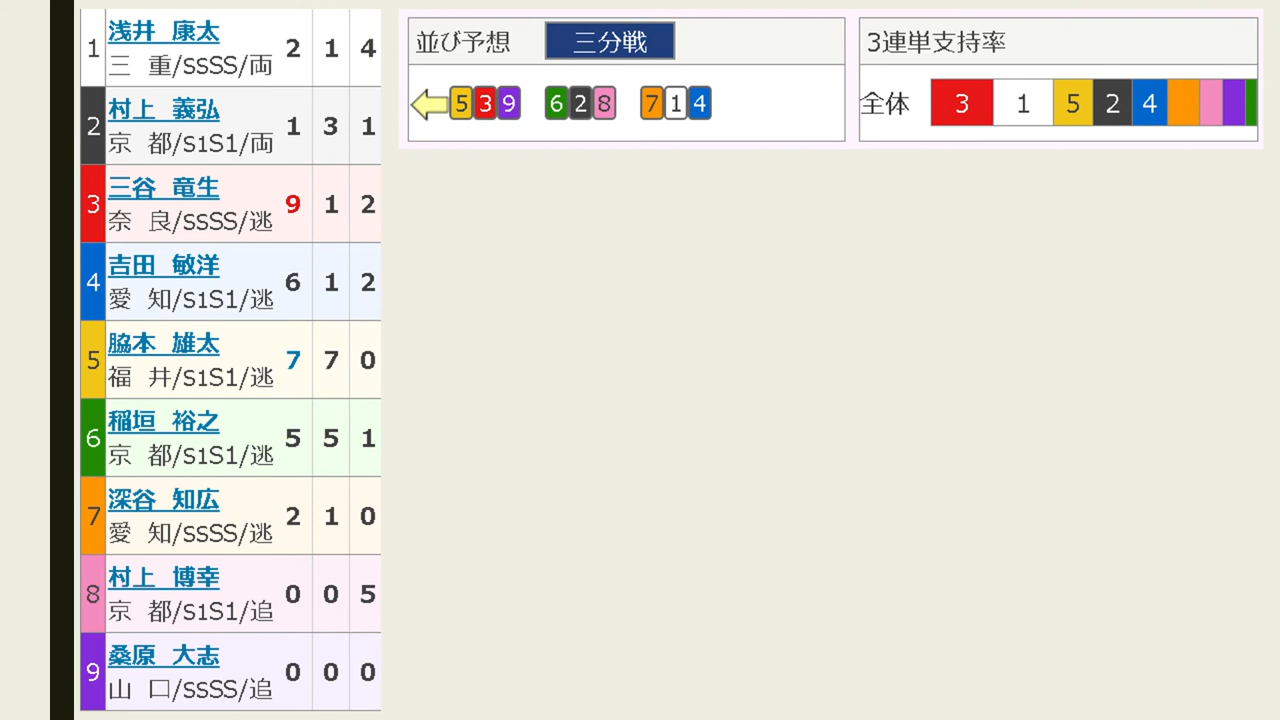 1 浅井 康太 2 1 4
三 重/SSSS/両
2 村上 義弘 1 3 1
京 都/S1S1/両
3 三谷 竜生 9 1 2
奈 良/SSSS/逃
4 吉田 敏洋 6 1 2
愛 知/S1S1/逃
5 脇本 雄太 7 7 0
福 井/S1S1/逃
6 稲垣 裕之 5 5 1
京 都/S1S1/逃
7 深谷 知広 2 1 0
愛 知/SSSS/逃
8 村上 博幸 0 0 5
京 都/S1S1/追
9 桑原 大志 0 0 0
山 口/SSSS/追
並び予想 三分戦
5 3 9 6 2 8 7 1 4
3連単支持率
全体 3 1 5 2 4